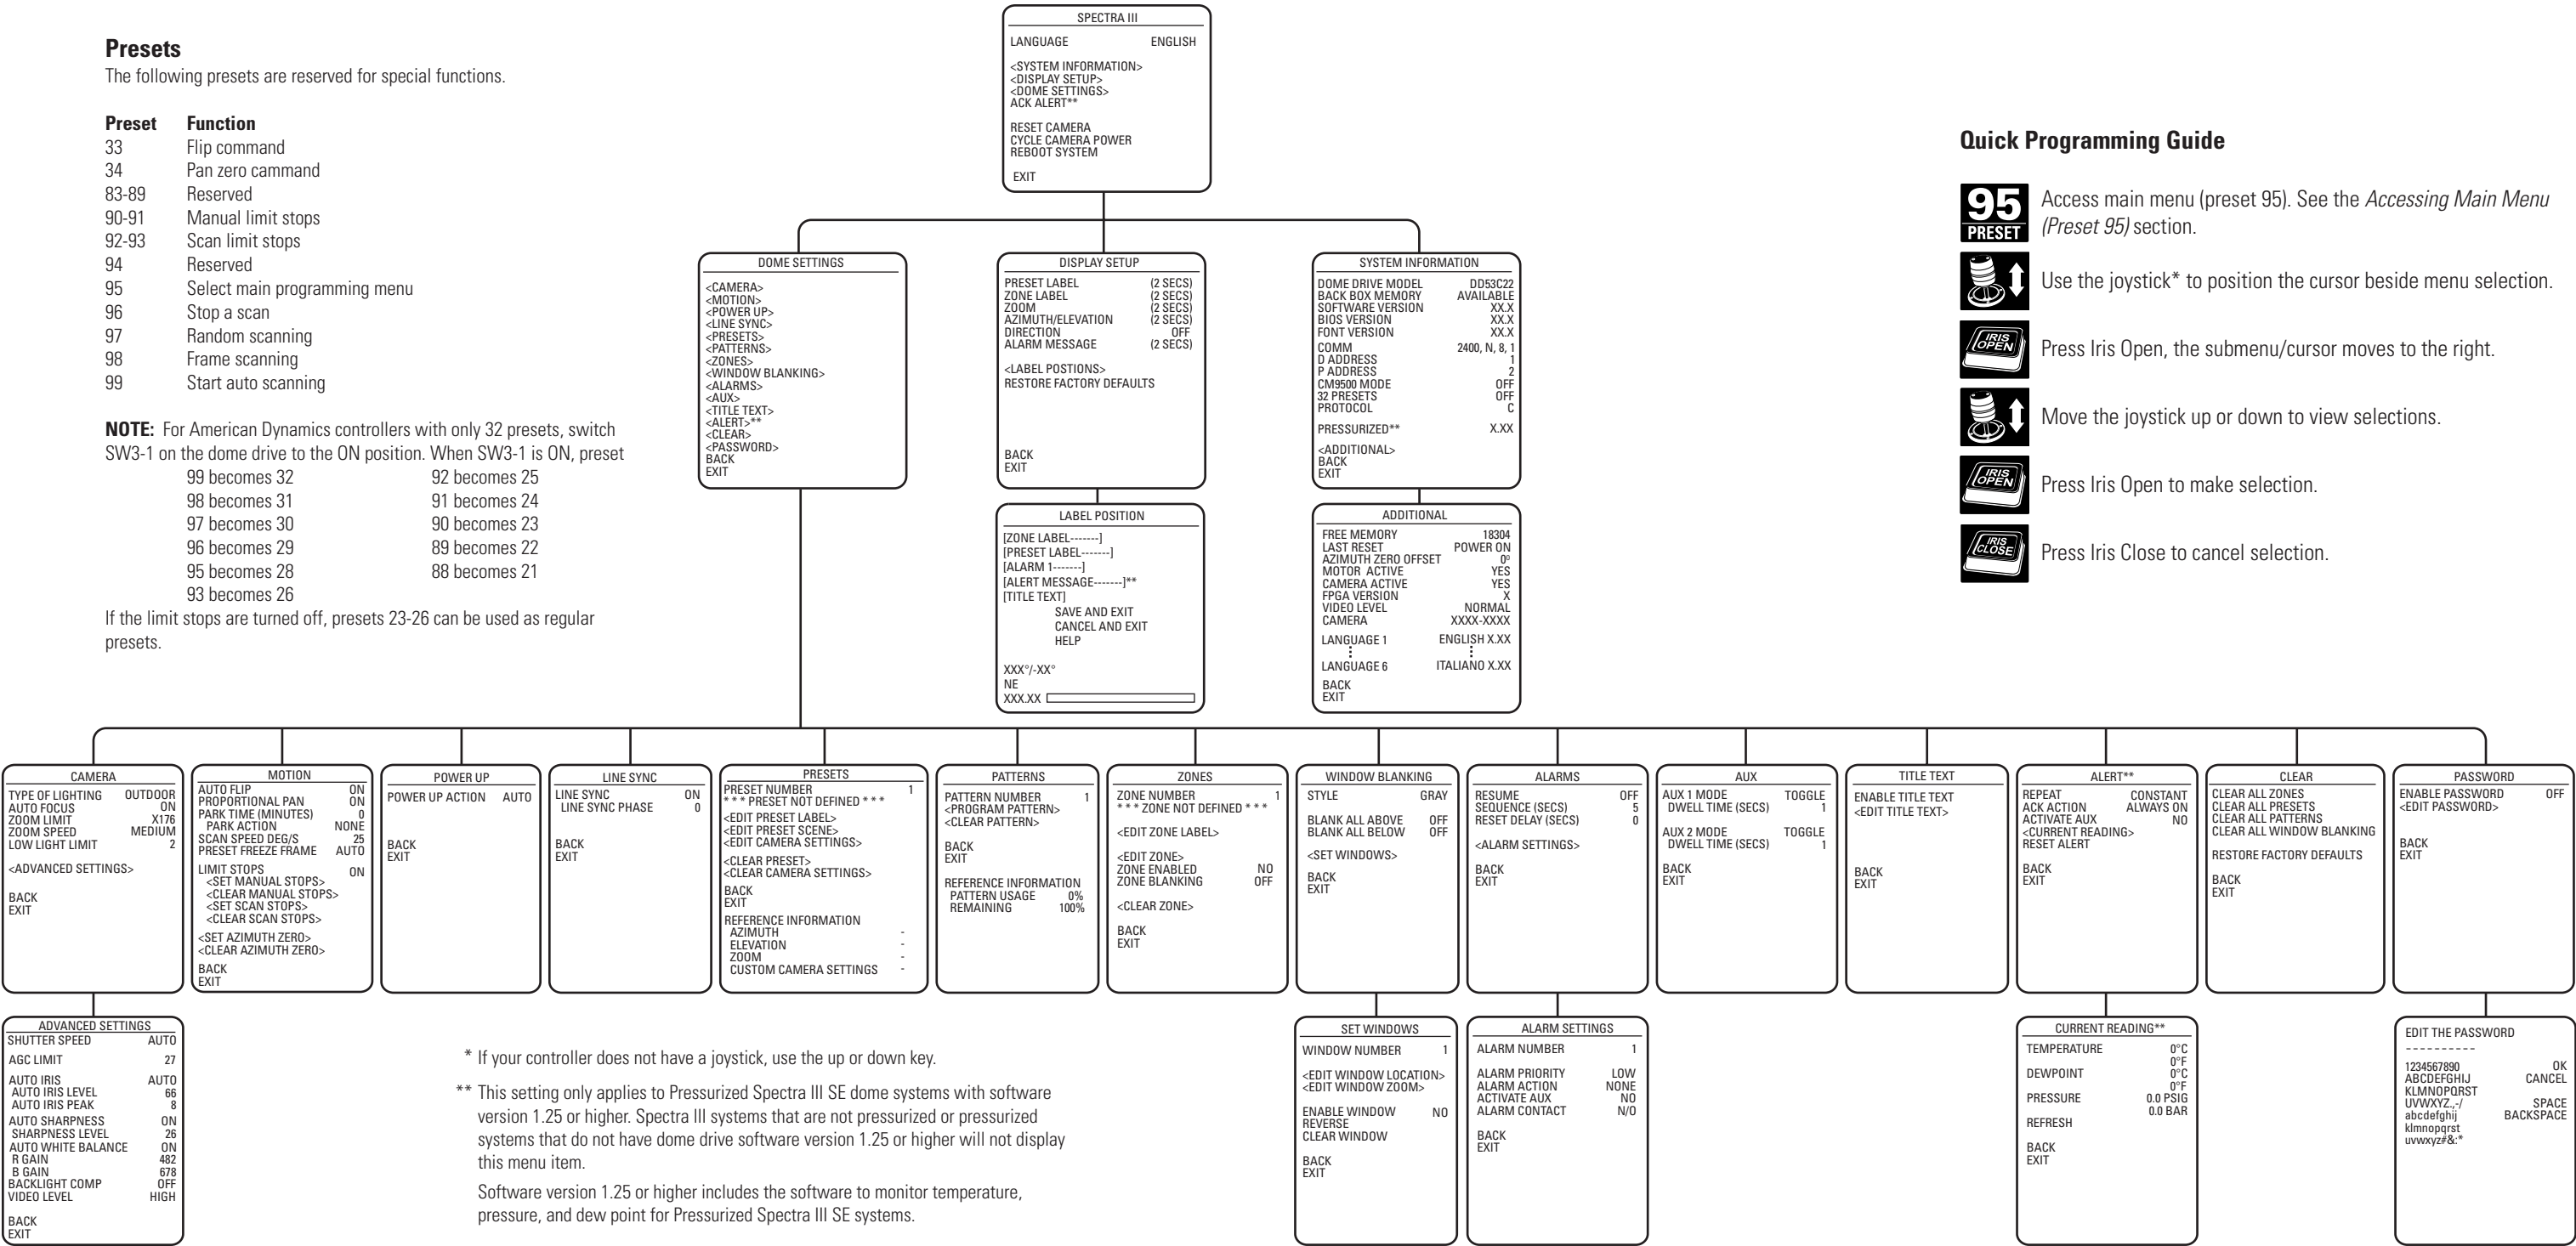 Presets
The following presets are reserved for special functions.
Preset Function
33 Flip command
34 Pan zero cammand
83-89 Reserved
90-91 Manual limit stops
92-93 Scan limit stops
94 Reserved
95 Select main programming menu
96 Stop a scan
97 Random scanning
98 Frame scanning
99 Start auto scanning
NOTE: For American Dynamics controllers with only 32 presets, switch
SW3-1 on the dome drive to the ON position. When SW3-1 is ON, preset
99 becomes 32 92 becomes 25
98 becomes 31 91 becomes 24
97 becomes 30 90 becomes 23
96 becomes 29 89 becomes 22
95 becomes 28 88 becomes 21
93 becomes 26
If the limit stops are turned off, presets 23-26 can be used as regular
presets.
SPECTRA III
LANGUAGE ENGLISH
<SYSTEM INFORMATION>
<DISPLAY SETUP>
<DOME SETTINGS>
ACK ALERT**
RESET CAMERA
CYCLE CAMERA POWER
REBOOT SYSTEM
EXIT
Quick Programming Guide
95
PRESET
Access main menu (preset 95). See the Accessing Main Menu
(Preset 95) section.
Use the joystick* to position the cursor beside menu selection.
IRIS
OPEN
Press Iris Open, the submenu/cursor moves to the right.
Move the joystick up or down to view selections.
IRIS
OPEN
Press Iris Open to make selection.
IRIS
CLOSE
Press Iris Close to cancel selection.
DOME SETTINGS
<CAMERA>
<MOTION>
<POWER UP>
<LINE SYNC>
<PRESETS>
<PATTERNS>
<ZONES>
<WINDOW BLANKING>
<ALARMS>
<AUX>
<TITLE TEXT>
<ALERT>**
<CLEAR>
<PASSWORD>
BACK
EXIT
DISPLAY SETUP
PRESET LABEL (2 SECS)
ZONE LABEL (2 SECS)
ZOOM (2 SECS)
AZIMUTH/ELEVATION (2 SECS)
DIRECTION OFF
ALARM MESSAGE (2 SECS)
<LABEL POSTIONS>
RESTORE FACTORY DEFAULTS
BACK
EXIT
SYSTEM INFORMATION
DOME DRIVE MODEL DD53C22
BACK BOX MEMORY AVAILABLE
SOFTWARE VERSION XX.X
BIOS VERSION XX.X
FONT VERSION XX.X
COMM 2400, N, 8, 1
D ADDRESS 1
P ADDRESS 2
CM9500 MODE OFF
32 PRESETS OFF
PROTOCOL C
PRESSURIZED** X.XX
<ADDITIONAL>
BACK
EXIT
LABEL POSITION
[ZONE LABEL-------]
[PRESET LABEL-------]
[ALARM 1-------]
[ALERT MESSAGE-------]**
[TITLE TEXT]
SAVE AND EXIT
CANCEL AND EXIT
HELP
XXX°/-XX°
NE
XXX.XX
ADDITIONAL
FREE MEMORY 18304
LAST RESET POWER ON
AZIMUTH ZERO OFFSET 0º
MOTOR ACTIVE YES
CAMERA ACTIVE YES
FPGA VERSION X
VIDEO LEVEL NORMAL
CAMERA XXXX-XXXX
LANGUAGE 1 ENGLISH X.XX
LANGUAGE 6 ITALIANO X.XX
BACK
EXIT
CAMERA
TYPE OF LIGHTING OUTDOOR
AUTO FOCUS ON
ZOOM LIMIT X176
ZOOM SPEED MEDIUM
LOW LIGHT LIMIT 2
<ADVANCED SETTINGS>
BACK
EXIT
MOTION
AUTO FLIP ON
PROPORTIONAL PAN ON
PARK TIME (MINUTES) 0
PARK ACTION NONE
SCAN SPEED DEG/S 25
PRESET FREEZE FRAME AUTO
LIMIT STOPS ON
<SET MANUAL STOPS>
<CLEAR MANUAL STOPS>
<SET SCAN STOPS>
<CLEAR SCAN STOPS>
<SET AZIMUTH ZERO>
<CLEAR AZIMUTH ZERO>
BACK
EXIT
POWER UP
POWER UP ACTION AUTO
BACK
EXIT
LINE SYNC
LINE SYNC ON
LINE SYNC PHASE 0
BACK
EXIT
PRESETS
PRESET NUMBER 1
* * * PRESET NOT DEFINED * * *
<EDIT PRESET LABEL>
<EDIT PRESET SCENE>
<EDIT CAMERA SETTINGS>
<CLEAR PRESET>
<CLEAR CAMERA SETTINGS>
BACK
EXIT
REFERENCE INFORMATION
AZIMUTH -
ELEVATION -
ZOOM -
CUSTOM CAMERA SETTINGS -
PATTERNS
PATTERN NUMBER 1
<PROGRAM PATTERN>
<CLEAR PATTERN>
BACK
EXIT
REFERENCE INFORMATION
PATTERN USAGE 0%
REMAINING 100%
ZONES
ZONE NUMBER 1
* * * ZONE NOT DEFINED * * *
<EDIT ZONE LABEL>
<EDIT ZONE>
ZONE ENABLED NO
ZONE BLANKING OFF
<CLEAR ZONE>
BACK
EXIT
WINDOW BLANKING
STYLE GRAY
BLANK ALL ABOVE OFF
BLANK ALL BELOW OFF
<SET WINDOWS>
BACK
EXIT
ALARMS
RESUME OFF
SEQUENCE (SECS) 5
RESET DELAY (SECS) 0
<ALARM SETTINGS>
BACK
EXIT
AUX
AUX 1 MODE TOGGLE
DWELL TIME (SECS) 1
AUX 2 MODE TOGGLE
DWELL TIME (SECS) 1
BACK
EXIT
TITLE TEXT
ENABLE TITLE TEXT
<EDIT TITLE TEXT>
BACK
EXIT
ALERT**
REPEAT CONSTANT
ACK ACTION ALWAYS ON
ACTIVATE AUX NO
<CURRENT READING>
RESET ALERT
BACK
EXIT
CLEAR
CLEAR ALL ZONES
CLEAR ALL PRESETS
CLEAR ALL PATTERNS
CLEAR ALL WINDOW BLANKING
RESTORE FACTORY DEFAULTS
BACK
EXIT
PASSWORD
ENABLE PASSWORD OFF
<EDIT PASSWORD>
BACK
EXIT
ADVANCED SETTINGS
SHUTTER SPEED AUTO
AGC LIMIT 27
AUTO IRIS AUTO
AUTO IRIS LEVEL 66
AUTO IRIS PEAK 8
AUTO SHARPNESS ON
SHARPNESS LEVEL 26
AUTO WHITE BALANCE ON
R GAIN 482
B GAIN 678
BACKLIGHT COMP OFF
VIDEO LEVEL HIGH
BACK
EXIT
* If your controller does not have a joystick, use the up or down key.
** This setting only applies to Pressurized Spectra III SE dome systems with software
version 1.25 or higher. Spectra III systems that are not pressurized or pressurized
systems that do not have dome drive software version 1.25 or higher will not display
this menu item.
Software version 1.25 or higher includes the software to monitor temperature,
pressure, and dew point for Pressurized Spectra III SE systems.
SET WINDOWS
WINDOW NUMBER 1
<EDIT WINDOW LOCATION>
<EDIT WINDOW ZOOM>
ENABLE WINDOW NO
REVERSE
CLEAR WINDOW
BACK
EXIT
ALARM SETTINGS
ALARM NUMBER 1
ALARM PRIORITY LOW
ALARM ACTION NONE
ACTIVATE AUX NO
ALARM CONTACT N/O
BACK
EXIT
CURRENT READING**
TEMPERATURE 0°C
0°F
DEWPOINT 0°C
0°F
PRESSURE 0.0 PSIG
0.0 BAR
REFRESH
BACK
EXIT
EDIT THE PASSWORD
- - - - - - - - - -
1234567890 OK
ABCDEFGHIJ CANCEL
KLMNOPQRST
UVWXYZ.,-/ SPACE
abcdefghij BACKSPACE
klmnopqrst
uvwxyz#&:*